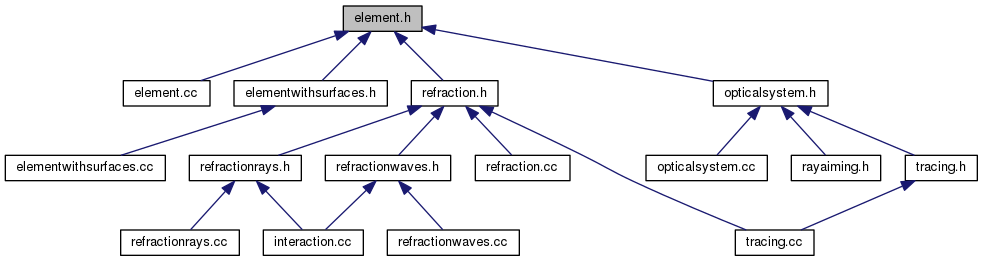 element.h
element.cc
elementwithsurfaces.h
refraction.h
opticalsystem.h
elementwithsurfaces.cc
refractionrays.h
refractionwaves.h
refraction.cc
opticalsystem.cc
rayaiming.h
tracing.h
refractionrays.cc
interaction.cc
refractionwaves.cc
tracing.cc